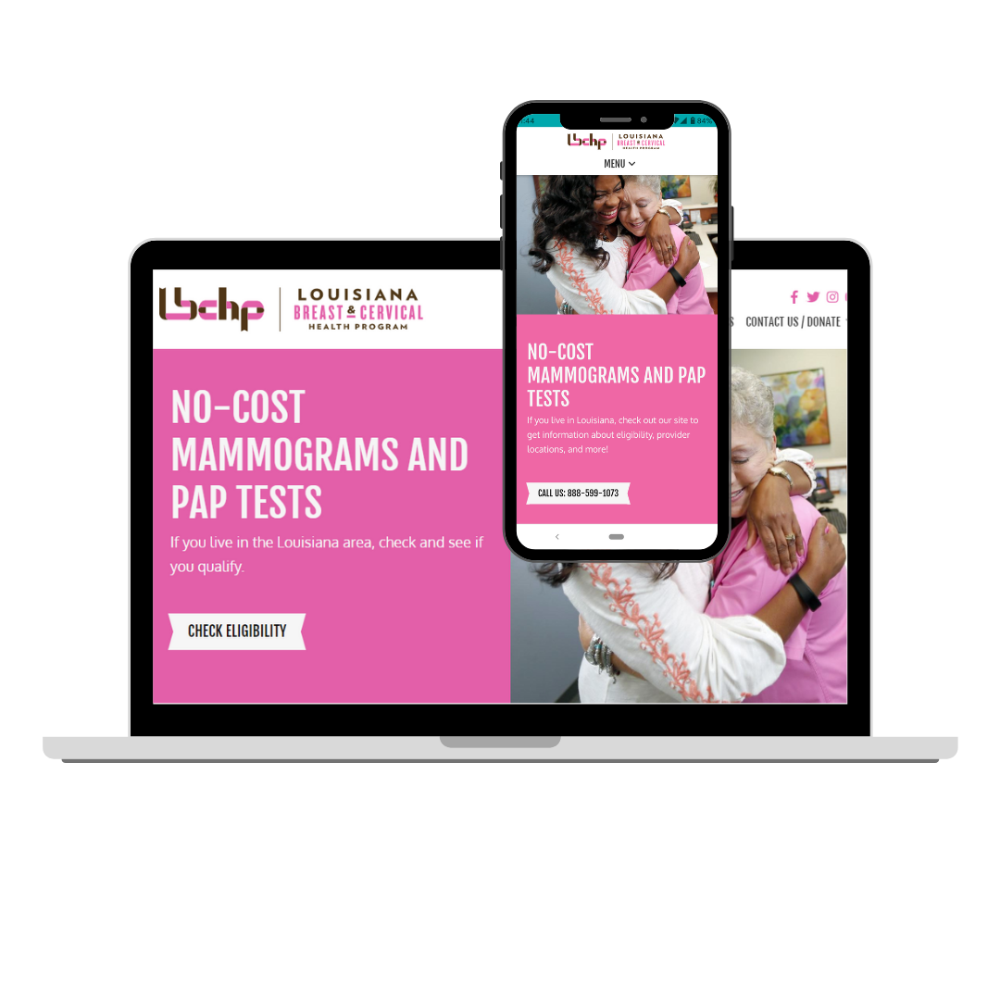 :44
84%
lbchp
LOUISIANA
BREAST & CERVICAL
HEALTH PROGRAM
MENU
NO-COST
MAMMOGRAMS AND PAP
TESTS
If you live in Louisiana, check out our site to
get information about eligibility, provider
locations, and more!
CALL US: 888-599-1073
lbchp
LOUISIANA
BREAST & CERVICAL
HEALTH PROGRAM
S CONTACT US / DONATE
NO-COST
MAMMOGRAMS AND
PAP TESTS
If you live in the Louisiana area, check and see if
you qualify.
CHECK ELIGIBILITY